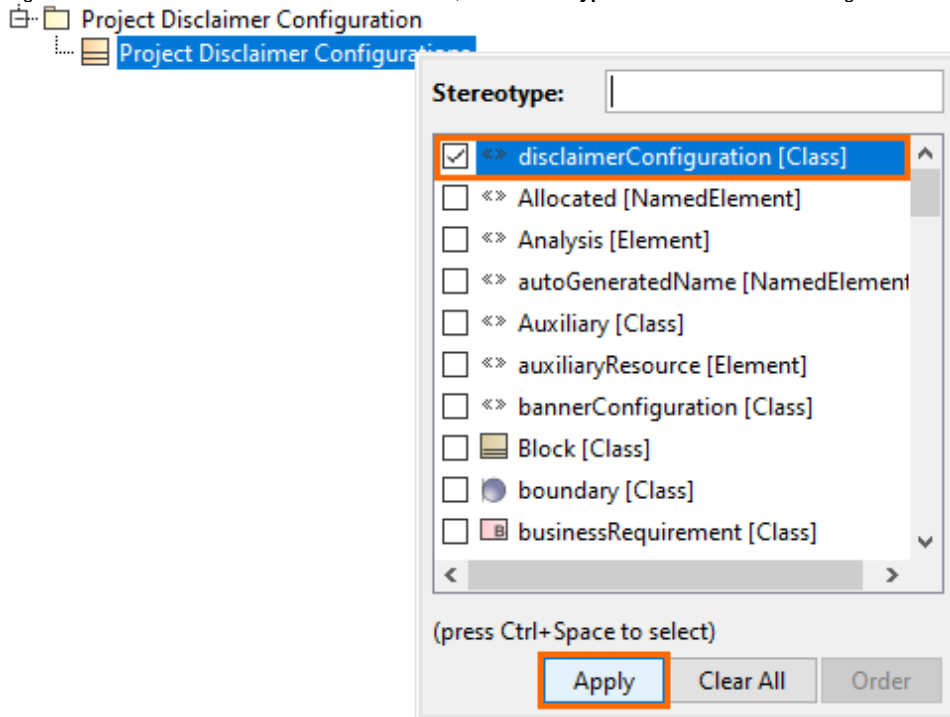 Project Disclaimer Configuration
Project Disclaimer Configurations
Stereotype:
«» disclaimerConfiguration [Class]
«» Allocated [NamedElement]
«» Analysis [Element]
«» autoGeneratedName [NamedElement
«» Auxiliary [Class]
«» auxiliaryResource [Element]
«» bannerConfiguration [Class]
Block [Class]
boundary [Class]
B businessRequirement [Class]
(press Ctrl+Space to select)
Apply Clear All Order